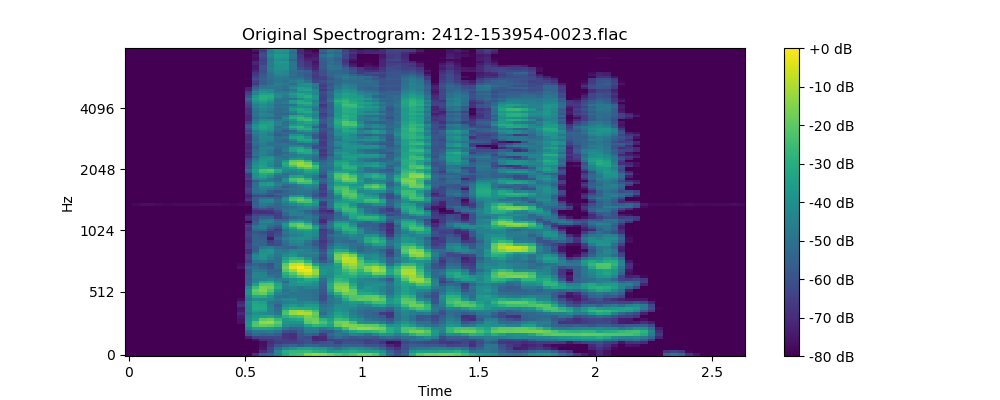 Original Spectrogram: 2412-153954-0023.flac
Hz
4096
2048
1024
512
0
0
0.5
1
1.5
2
2.5
Time
+0 dB
-10 dB
-20 dB
-30 dB
-40 dB
-50 dB
-60 dB
-70 dB
-80 dB